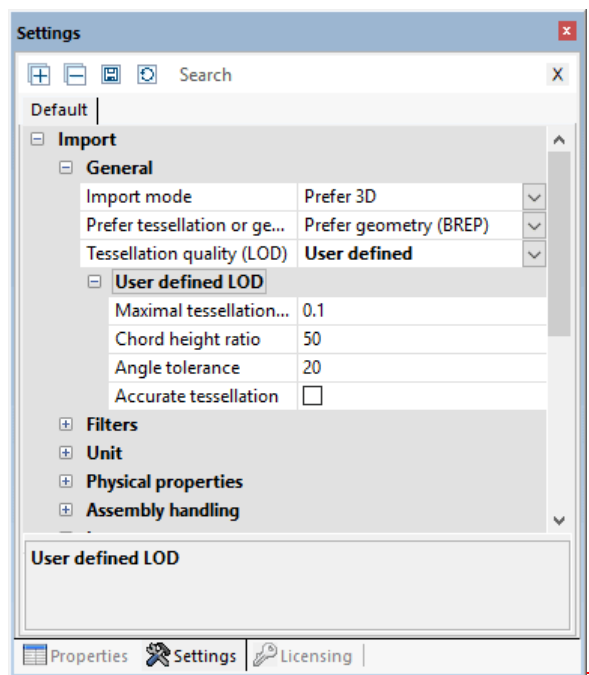 Settings
Search X
Default
Import
General
Import mode Prefer 3D
Prefer tessellation or ge... Prefer geometry (BREP)
Tessellation quality (LOD) User defined
User defined LOD
Maximal tessellation... 0.1
Chord height ratio 50
Angle tolerance 20
Accurate tessellation
Filters
Unit
Physical properties
Assembly handling
User defined LOD
Properties Settings Licensing